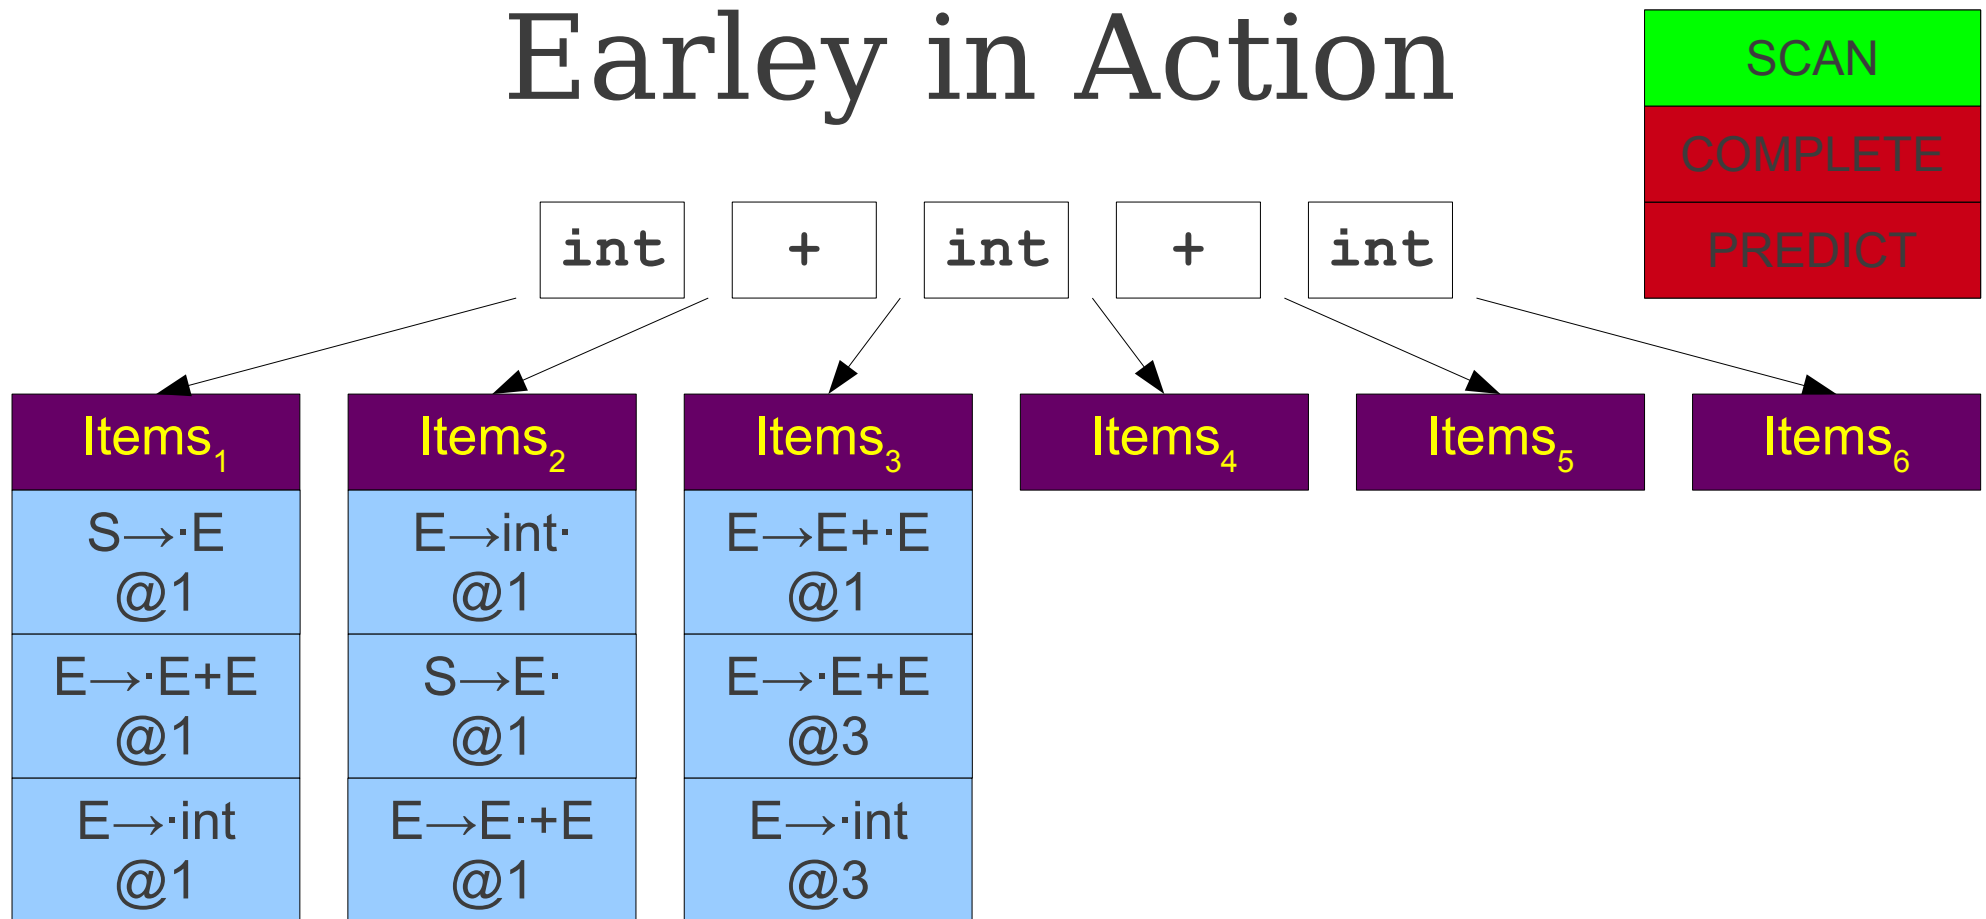 Earley in Action
SCAN
COMPLETE
PREDICT
int + int + int
Items₁ Items₂ Items₃ Items₄ Items₅ Items₆
S→·E E→int· E→E+·E
@1 @1 @1
E→·E+E S→E· E→·E+E
@1 @1 @3
E→·int E→E·+E E→·int
@1 @1 @3